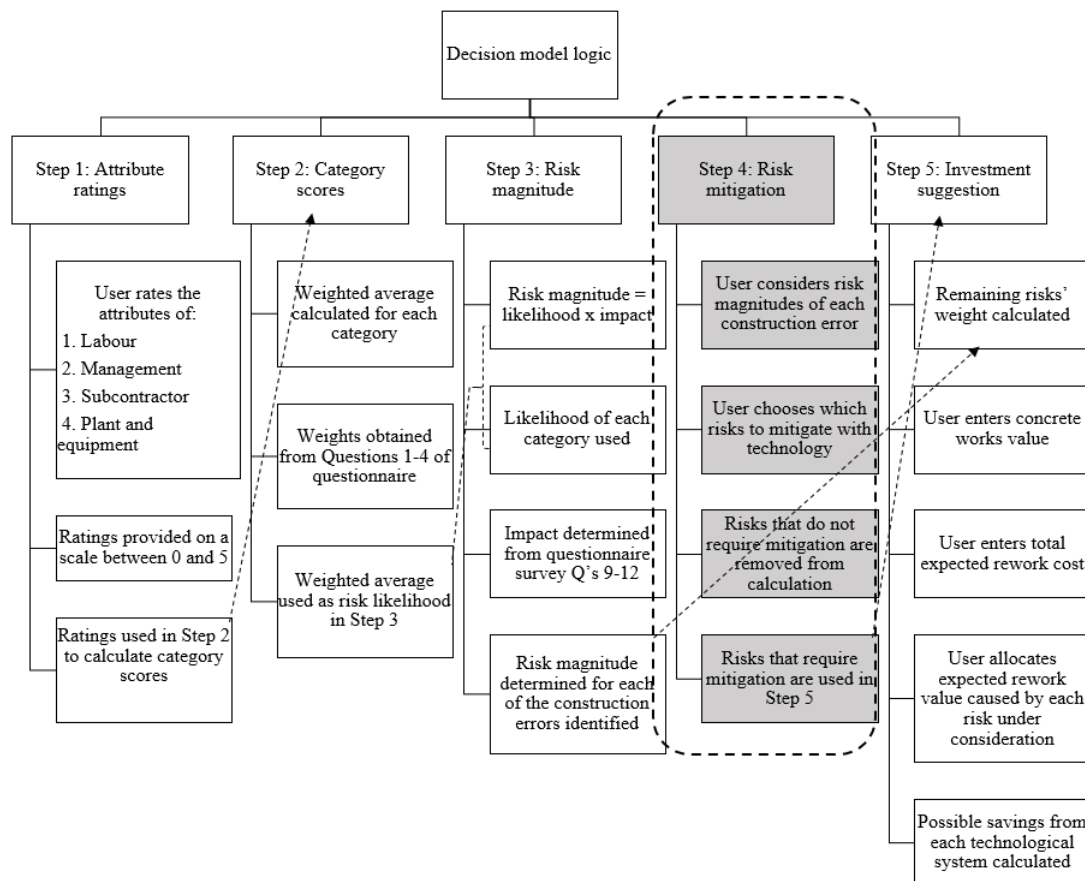 Decision model logic
Step 1: Attribute
ratings
Step 2: Category
scores
Step 3: Risk
magnitude
Step 4: Risk
mitigation
Step 5: Investment
suggestion
User rates the
attributes of:
1. Labour
2. Management
3. Subcontractor
4. Plant and
equipment
Ratings provided on a
scale between 0 and 5
Ratings used in Step 2
to calculate category
scores
Weighted average
calculated for each
category
Weights obtained
from Questions 1-4 of
questionnaire
Weighted average
used as risk likelihood
in Step 3
Risk magnitude =
likelihood x impact
Likelihood of each
category used
Impact determined
from questionnaire
survey Q’s 9-12
Risk magnitude
determined for each
of the construction
errors identified
User considers risk
magnitudes of each
construction error
User chooses which
risks to mitigate with
technology
Risks that do not
require mitigation are
removed from
calculation
Risks that require
mitigation are used in
Step 5
Remaining risks’
weight calculated
User enters concrete
works value
User enters total
expected rework cost
User allocates
expected rework
value caused by each
risk under
consideration
Possible savings from
each technological
system calculated